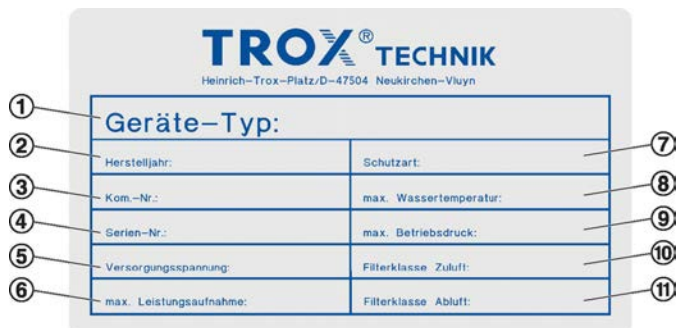 TROX® TECHNIK
Heinrich-Trox-Platz/D-47504 Neukirchen-Vluyn
① Geräte-Typ:
② Herstelljahr: Schutzart: ⑦
③ Kom.-Nr.: max. Wassertemperatur: ⑧
④ Serien-Nr.: max. Betriebsdruck: ⑨
⑤ Versorgungsspannung: Filterklasse Zuluft: ⑩
⑥ max. Leistungsaufnahme: Filterklasse Abluft: ⑪